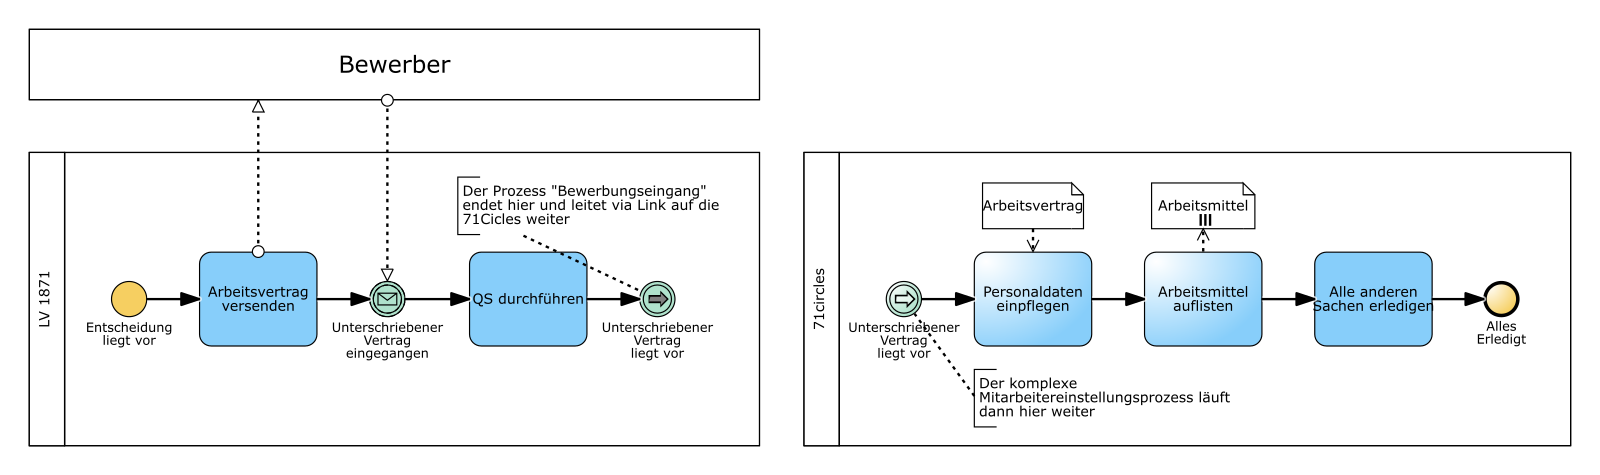 Bewerber
LV 1871
Der Prozess "Bewerbungseingang"
endet hier und leitet via Link auf die
71Cicles weiter
Entscheidung
liegt vor
Arbeitsvertrag
versenden
Unterschriebener
Vertrag
eingegangen
QS durchführen
Unterschriebener
Vertrag
liegt vor
71circles
Arbeitsvertrag
Arbeitsmittel
Unterschriebener
Vertrag
liegt vor
Personaldaten
einpflegen
Arbeitsmittel
auflisten
Alle anderen
Sachen erledigen
Alles
Erledigt
Der komplexe
Mitarbeitereinstellungsprozess läuft
dann hier weiter